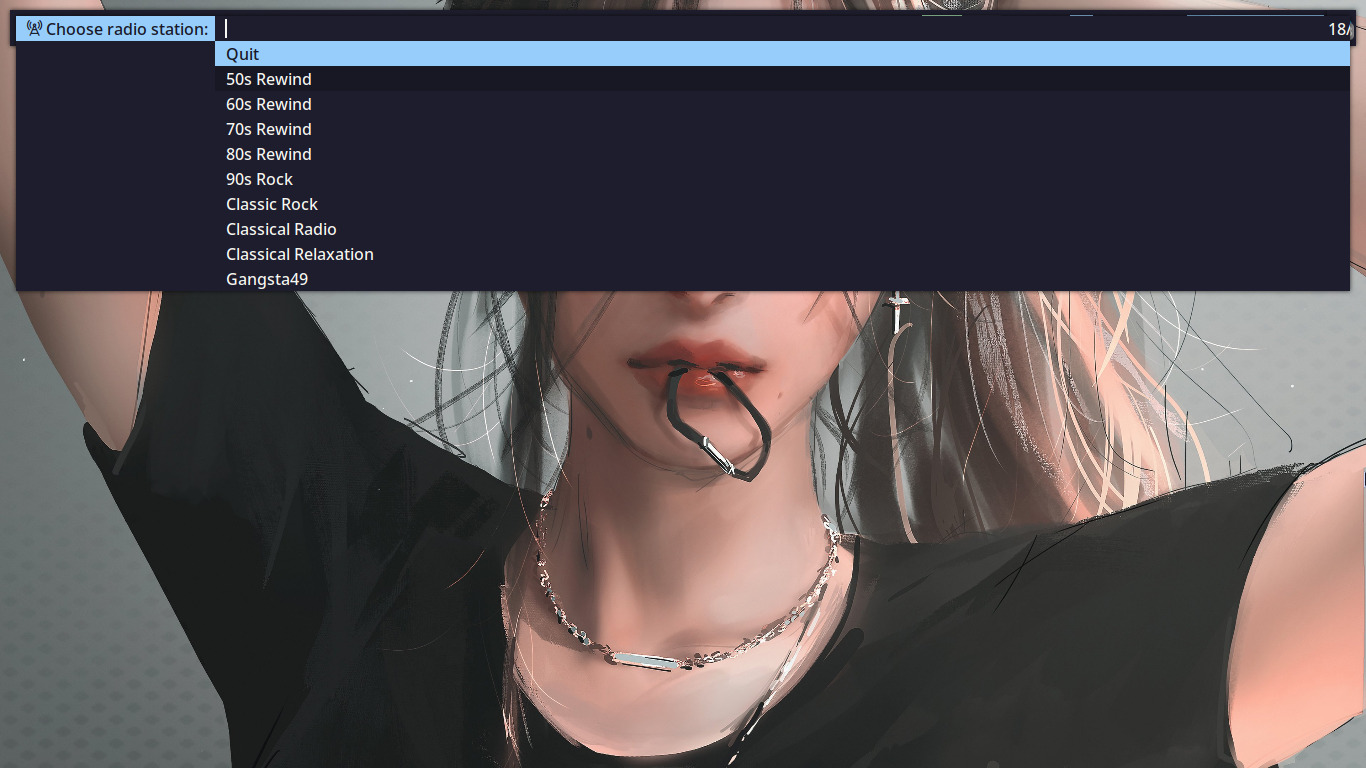 Choose radio station: 18/
Quit
50s Rewind
60s Rewind
70s Rewind
80s Rewind
90s Rock
Classic Rock
Classical Radio
Classical Relaxation
Gangsta49